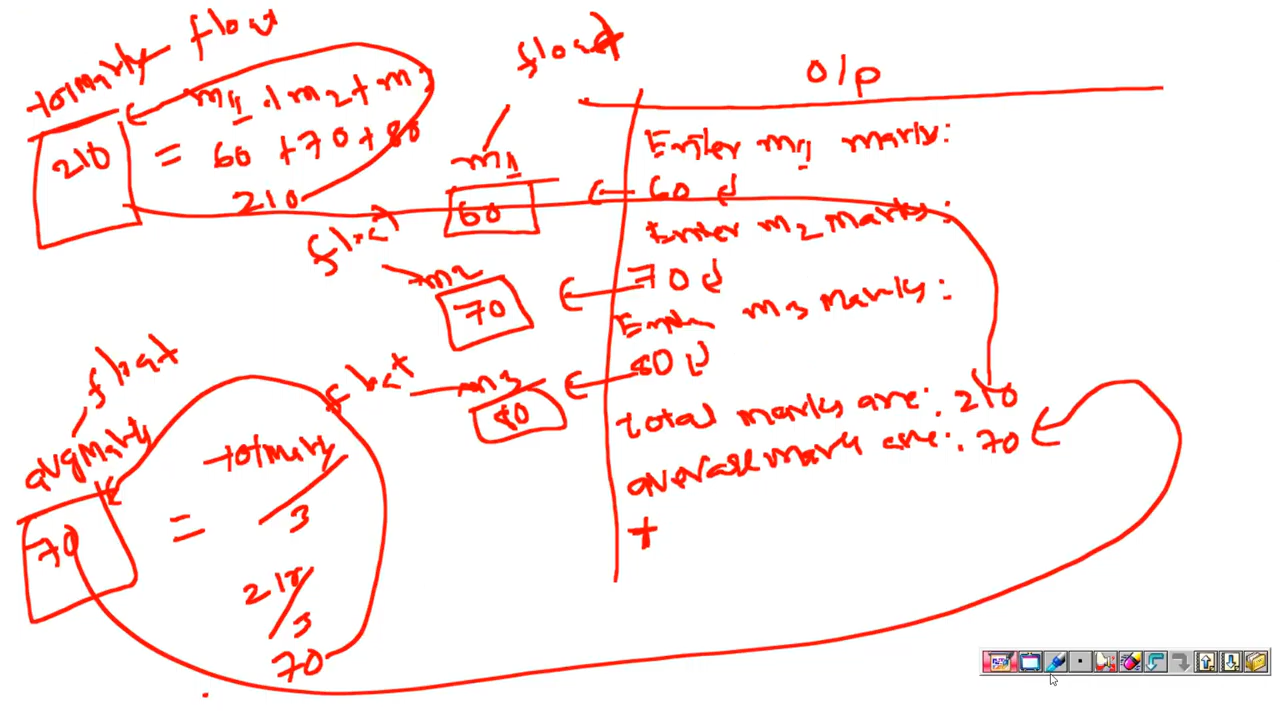 totmarks float
m1 + m2 + m3
210 = 60 + 70 + 80
210
float
m1
60
float
m2
70
float
m3
80
float
avgmarks
70 = totmarks
3
210
3
70
o/p
Enter m1 marks:
60
Enter m2 marks:
70
Enter m3 marks:
80
total marks are: 210
average mark are: 70